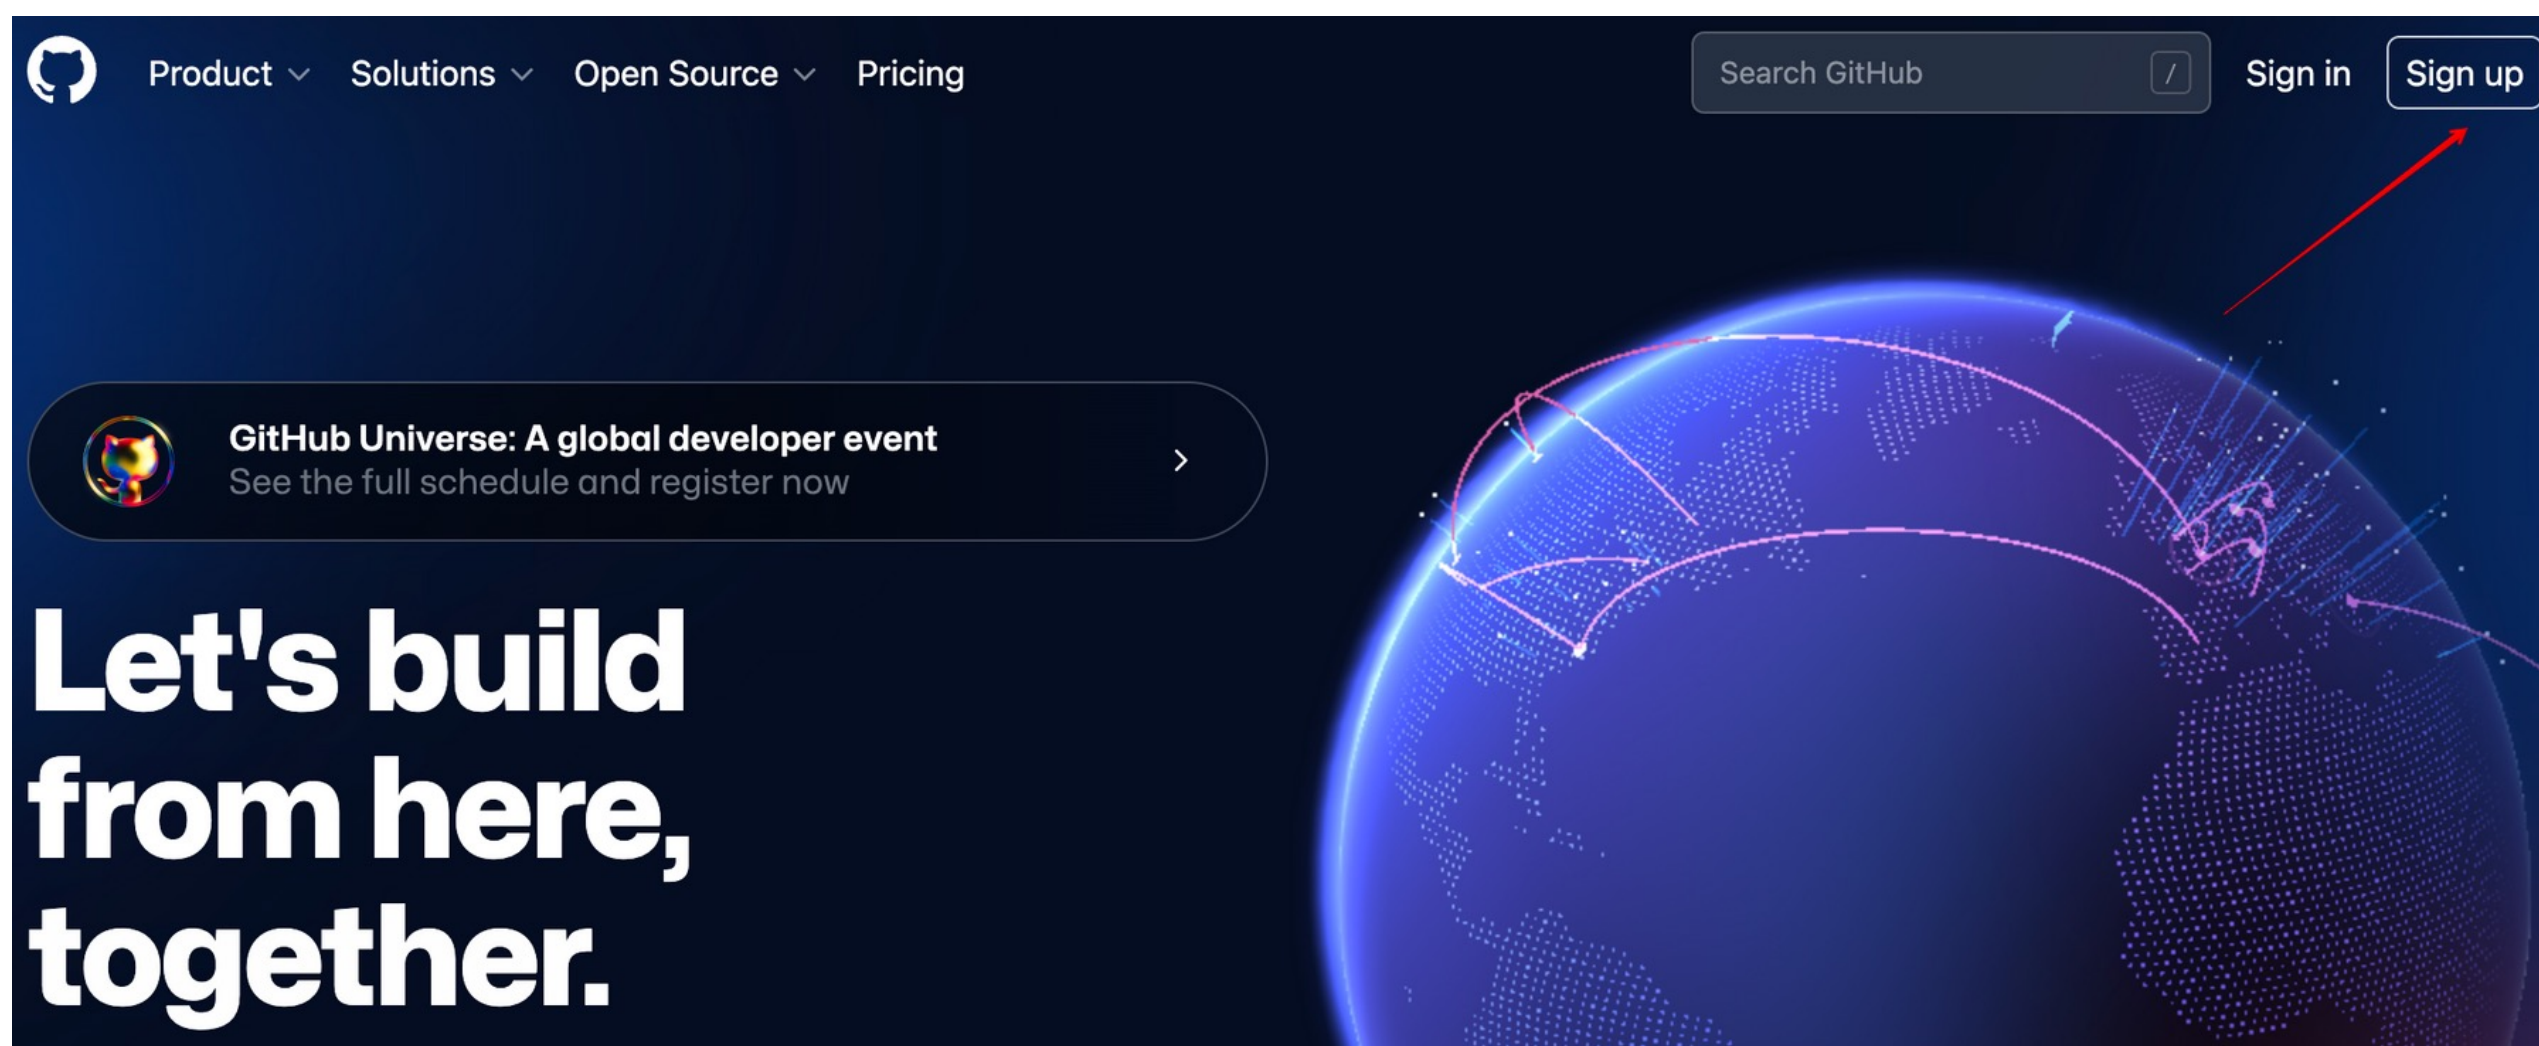 Product Solutions Open Source Pricing Search GitHub / Sign in Sign up
GitHub Universe: A global developer event
See the full schedule and register now
Let's build
from here,
together.